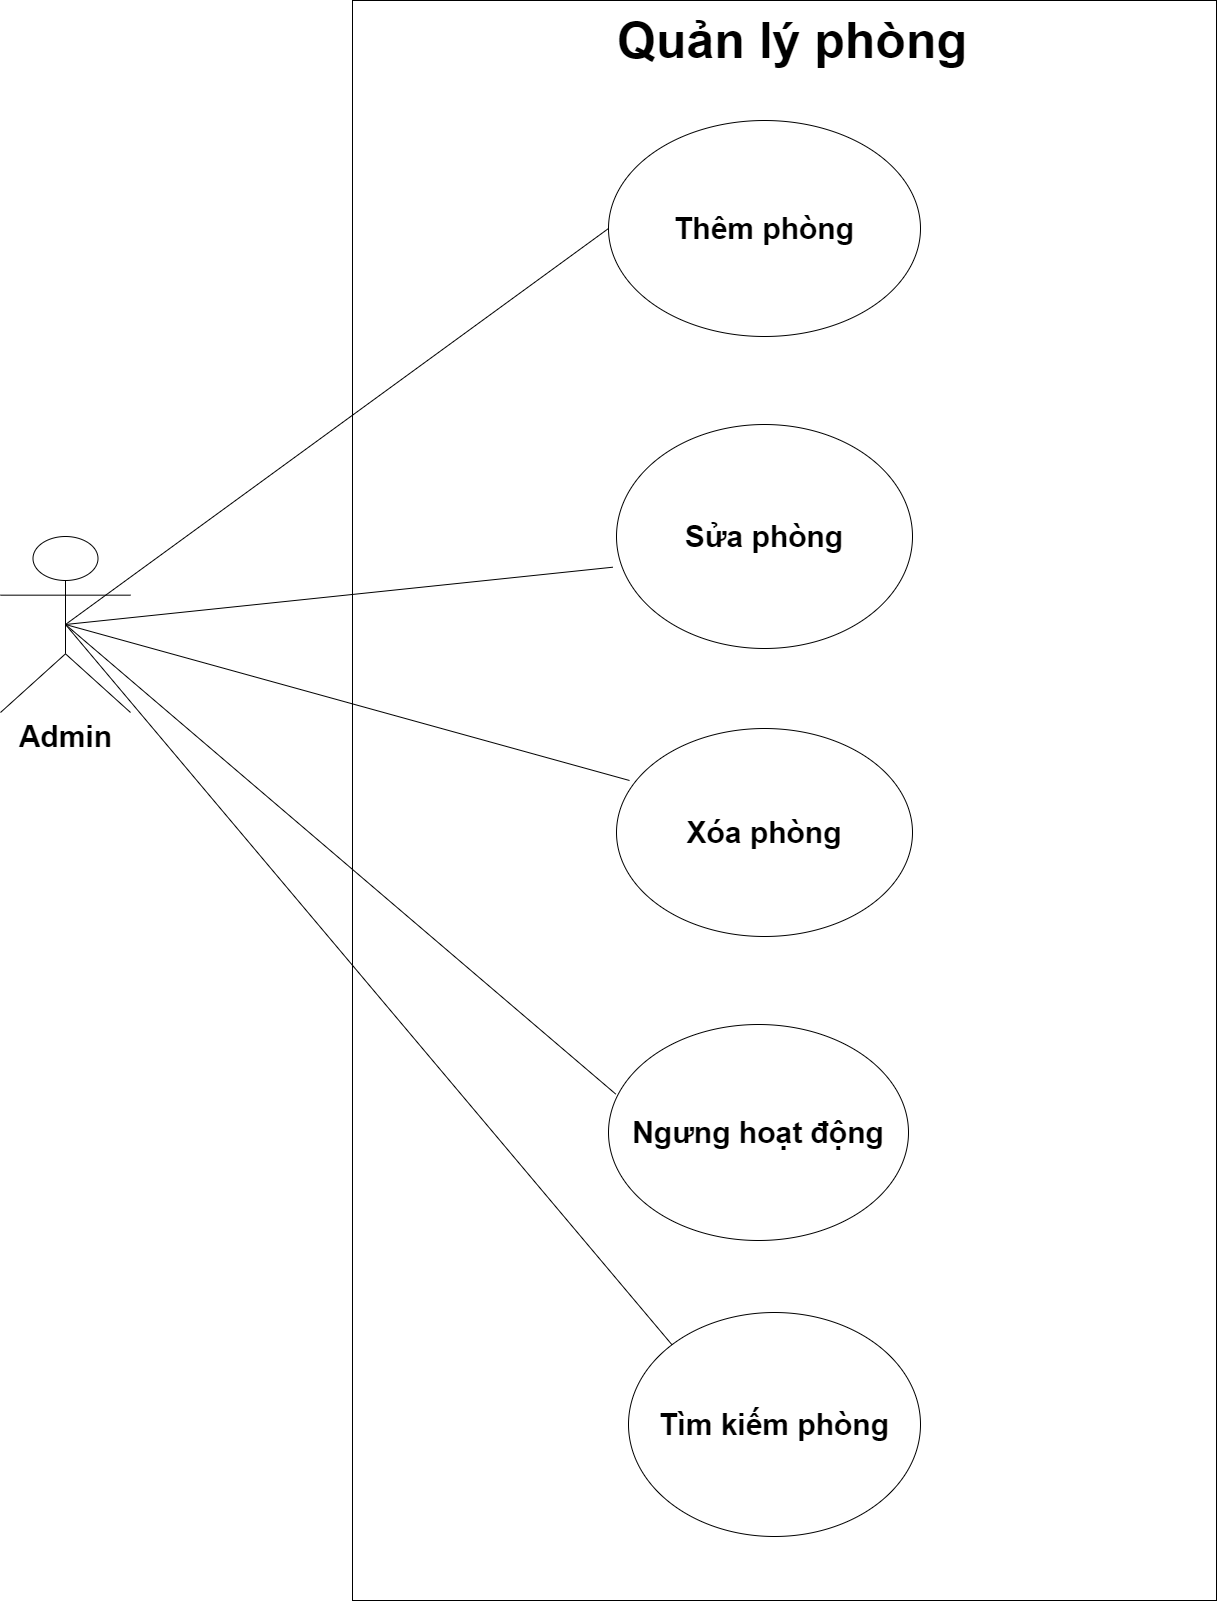 Quản lý phòng
Thêm phòng
Sửa phòng
Admin
Xóa phòng
Ngưng hoạt động
Tìm kiếm phòng